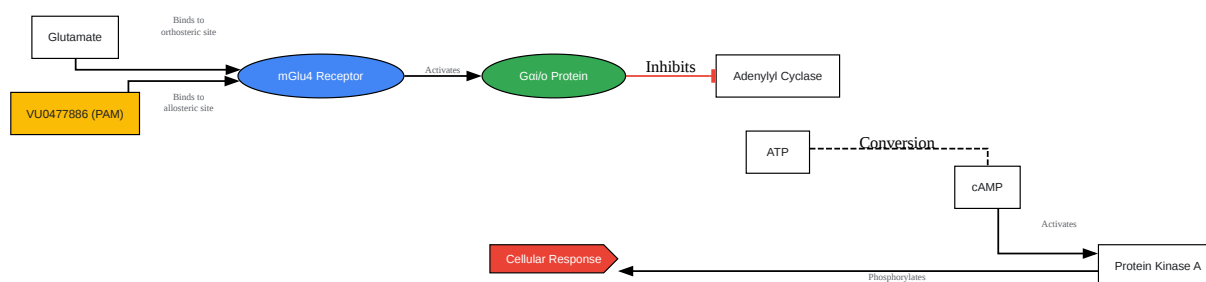 Glutamate
Binds to
orthosteric site
mGlu4 Receptor
Activates
Gαi/o Protein
Inhibits
Adenylyl Cyclase
VU0477886 (PAM)
Binds to
allosteric site
ATP
Conversion
cAMP
Activates
Cellular Response
Phosphorylates
Protein Kinase A